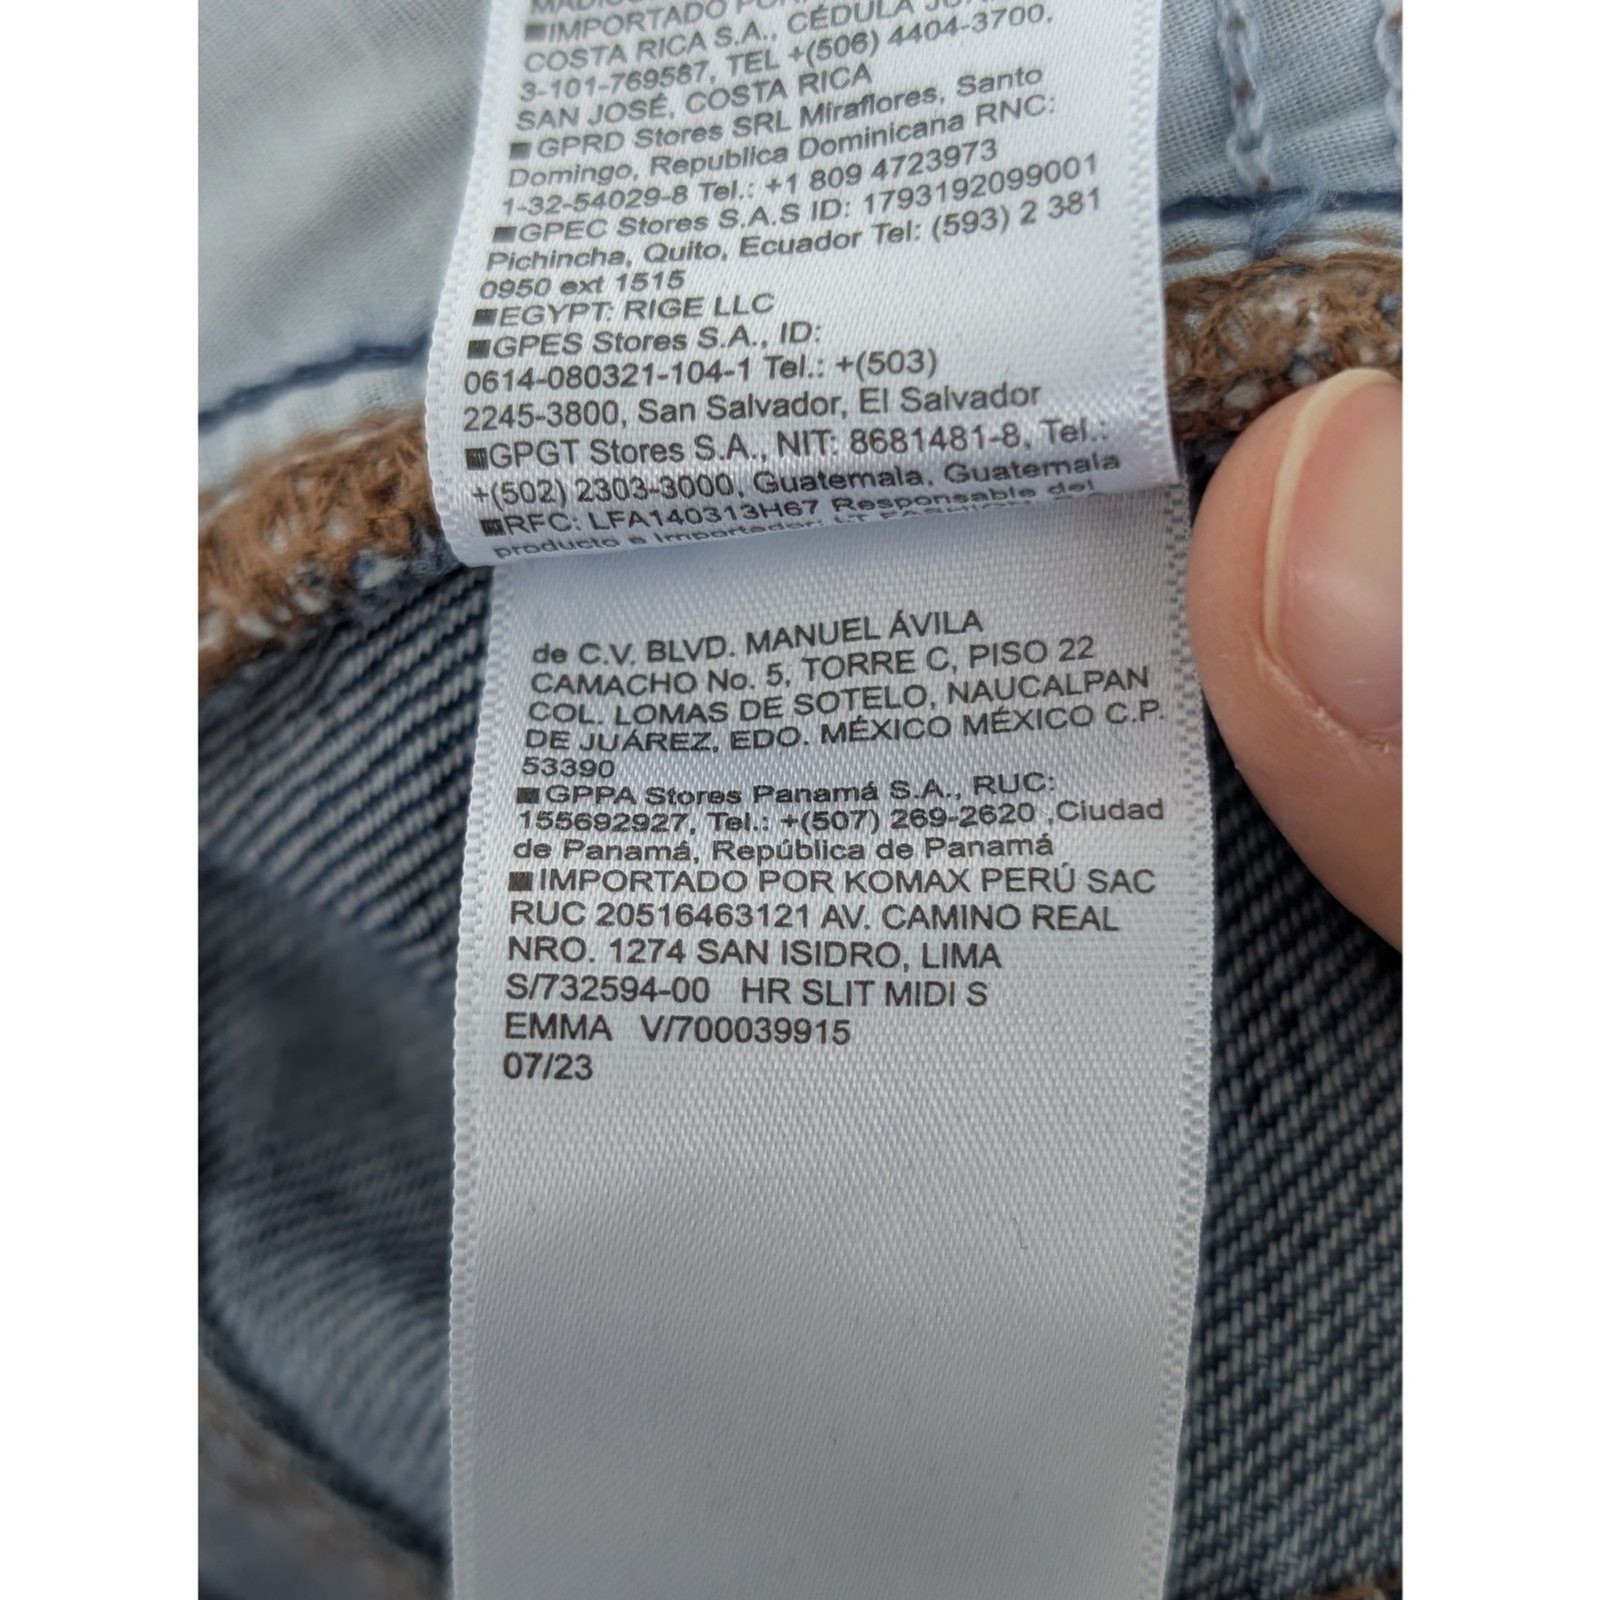 ■IMPORTADO
COSTA RICA S.A., CÉDULA
3-101-769587, TEL +(506) 4404-3700.
SAN JOSÉ, COSTA RICA
■GPRD Stores SRL Miraflores, Santo
Domingo, Republica Dominicana RNC:
1-32-54029-8 Tel.: +1 809 4723973
■GPEC Stores S.A.S ID: 1793192099001
Pichincha, Quito, Ecuador Tel: (593) 2 381
0950 ext 1515
■EGYPT: RIGE LLC
■GPES Stores S.A., ID:
0614-080321-104-1 Tel.: +(503)
2245-3800, San Salvador, El Salvador
■GPGT Stores S.A., NIT: 8681481-8, Tel.:
+(502) 2303-3000, Guatemala, Guatemala
■RFC: LFA140313H67 Responsable del
producto e Importador:
de C.V. BLVD. MANUEL ÁVILA
CAMACHO No. 5, TORRE C, PISO 22
COL. LOMAS DE SOTELO, NAUCALPAN
DE JUÁREZ, EDO. MÉXICO MÉXICO C.P.
53390
■GPPA Stores Panamá S.A., RUC:
155692927, Tel.: +(507) 269-2620 ,Ciudad
de Panamá, República de Panamá
■IMPORTADO POR KOMAX PERÚ SAC
RUC 20516463121 AV. CAMINO REAL
NRO. 1274 SAN ISIDRO, LIMA
S/732594-00 HR SLIT MIDI S
EMMA V/700039915
07/23